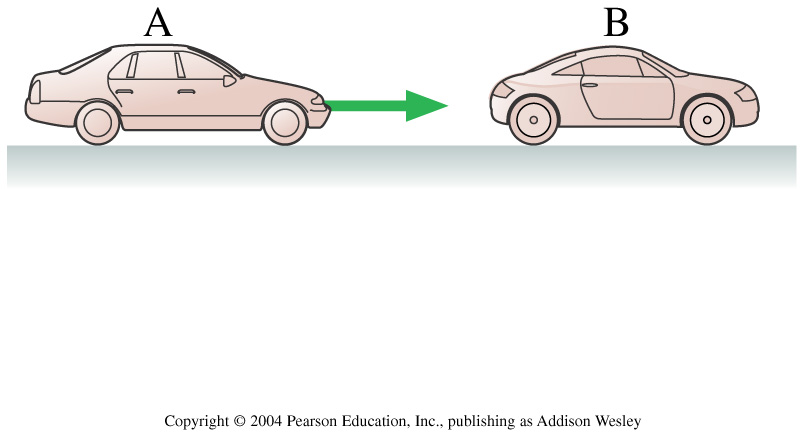 A B
Copyright © 2004 Pearson Education, Inc., publishing as Addison Wesley